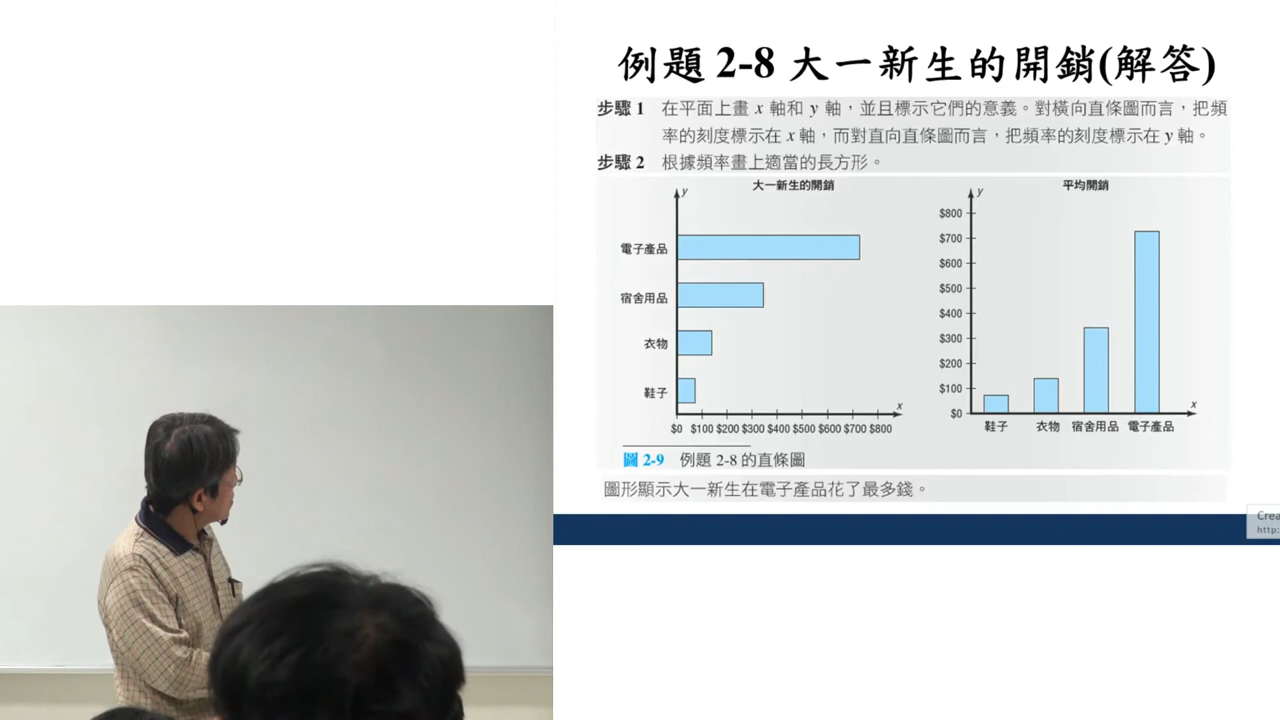 例題 2-8 大一新生的開銷(解答)
步驟 1 在平面上畫 x 軸和 y 軸，並且標示它們的意義。對橫向直條圖而言，把頻
率的刻度標示在 x 軸，而對直向直條圖而言，把頻率的刻度標示在 y 軸。
步驟 2 根據頻率畫上適當的長方形。
大一新生的開銷
y
電子產品
宿舍用品
衣物
鞋子
x
$0 $100 $200 $300 $400 $500 $600 $700 $800
平均開銷
y
$800
$700
$600
$500
$400
$300
$200
$100
$0
x
鞋子 衣物 宿舍用品 電子產品
圖 2-9 例題 2-8 的直條圖
圖形顯示大一新生在電子產品花了最多錢。
Crea
http: